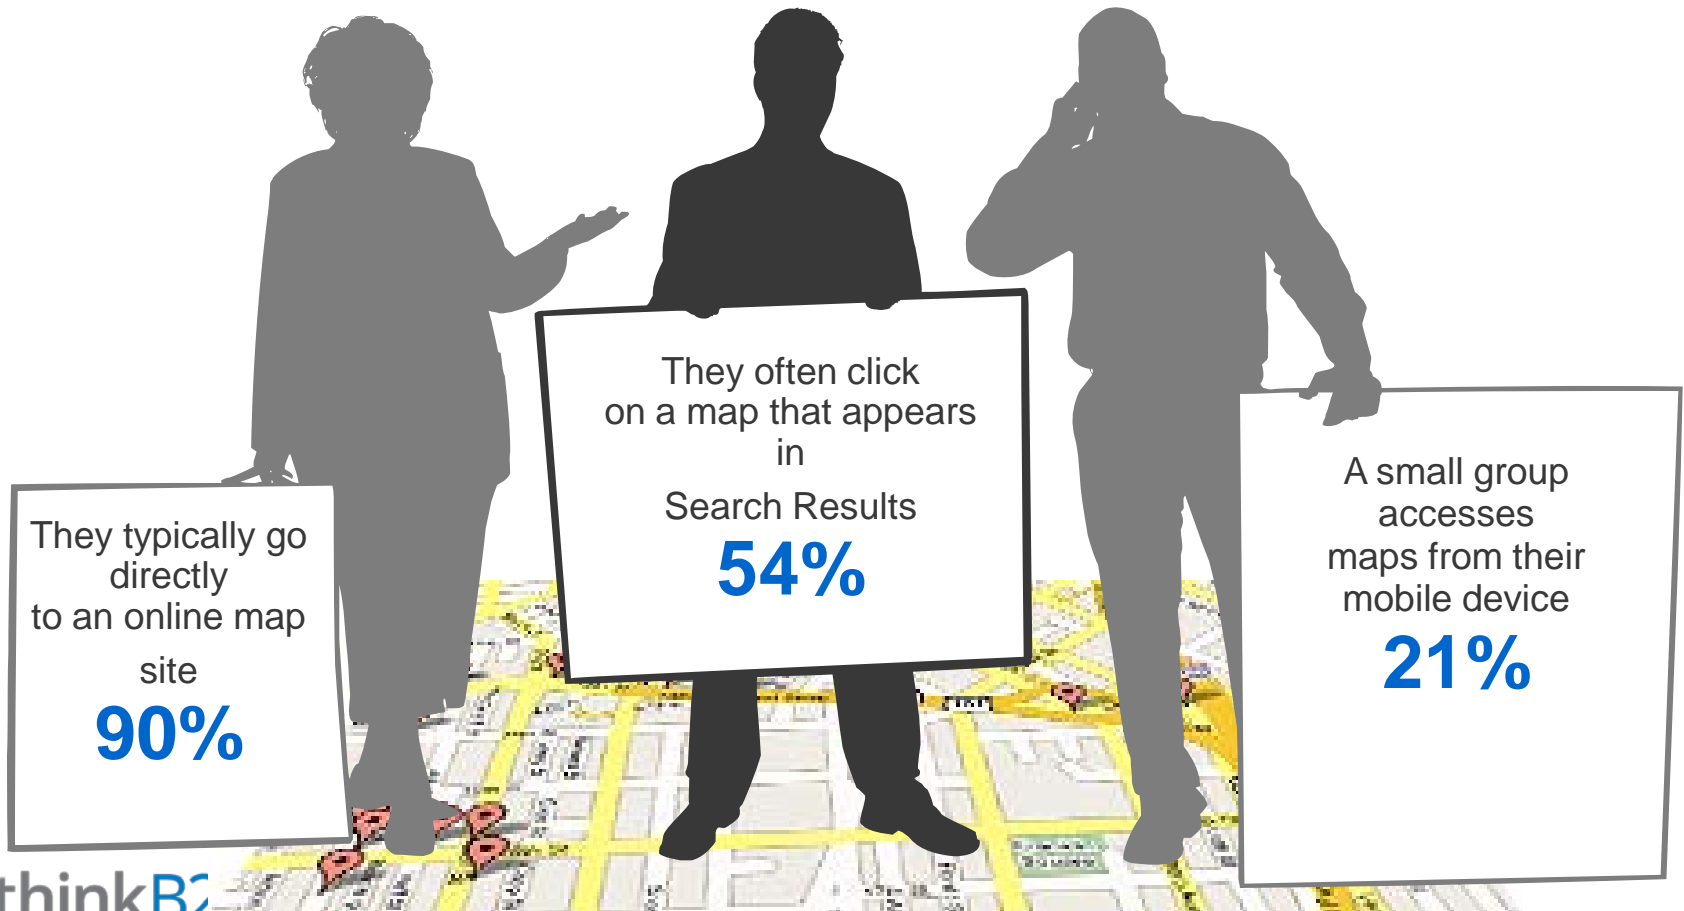 They typically go
directly
to an online map
site
90%
They often click
on a map that appears
in
Search Results
54%
A small group
accesses
maps from their
mobile device
21%
thinkB2